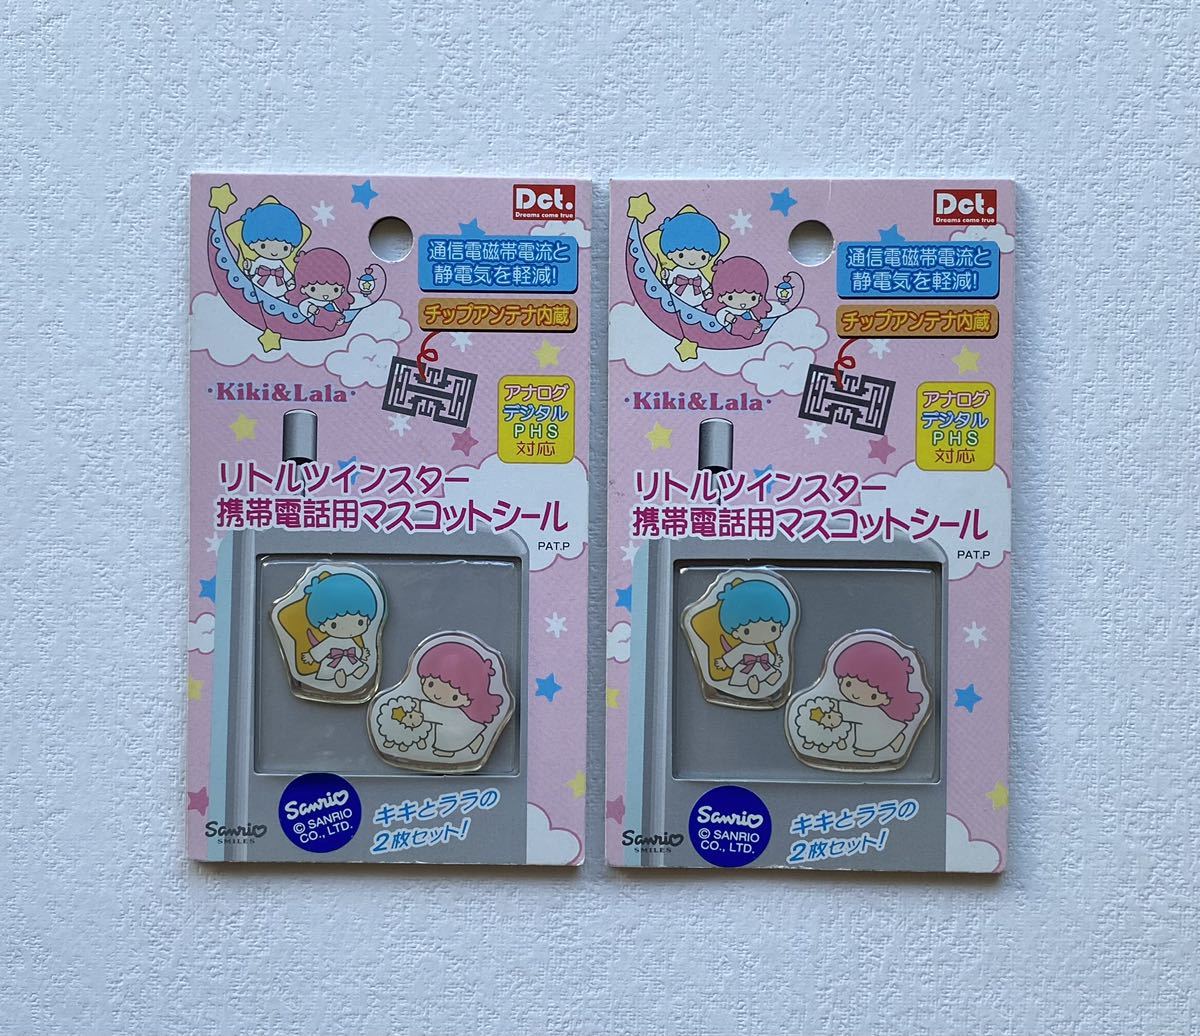 Dct.
Dreams come true
通信電磁帯電流と
静電気を軽減!
チップアンテナ内蔵
・Kiki&Lala・
アナログ
デジタル
PHS
対応
リトルツインスター
携帯電話用マスコットシール
PAT.P
Sanrio
© SANRIO
CO., LTD.
Sanrio
SMILES
キキとララの
2枚セット!
Dct.
Dreams come true
通信電磁帯電流と
静電気を軽減!
チップアンテナ内蔵
・Kiki&Lala・
アナログ
デジタル
PHS
対応
リトルツインスター
携帯電話用マスコットシール
PAT.P
Sanrio
© SANRIO
CO., LTD.
Sanrio
SMILES
キキとララの
2枚セット!